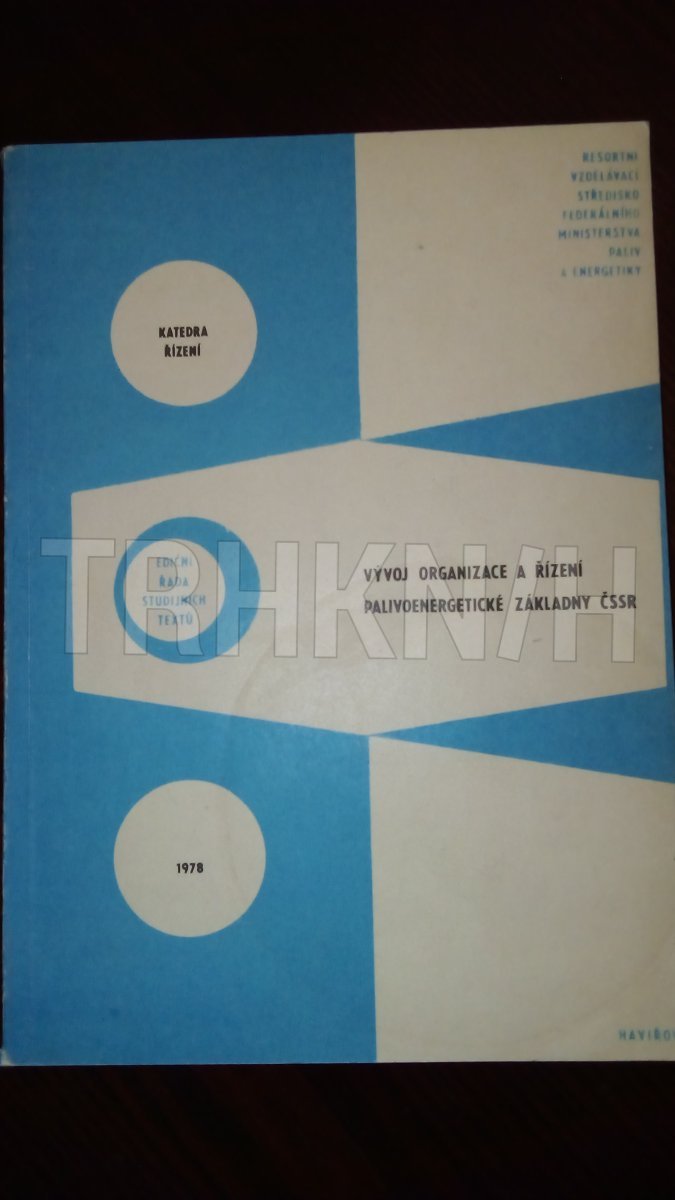 RESORTNÍ
VZDĚLÁVACÍ
STŘEDISKO
FEDERÁLNÍHO
MINISTERSTVA
PALIV
A ENERGETIKY
KATEDRA
ŘÍZENÍ
EDIČNÍ
ŘADA
STUDIJNÍCH
TEXTŮ
VÝVOJ ORGANIZACE A ŘÍZENÍ
PALIVOENERGETICKÉ ZÁKLADNY ČSSR
TRHKNIH
1978
HAVÍŘOV